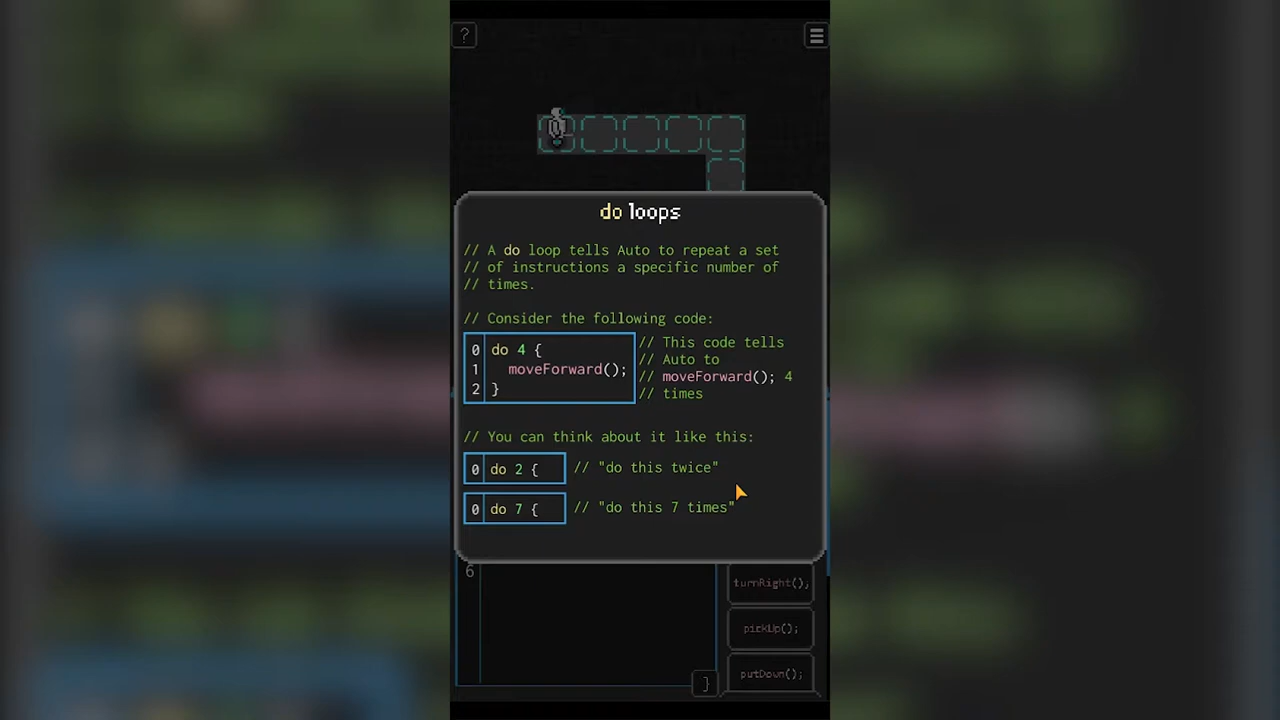 ?
do loops
// A do loop tells Auto to repeat a set
// of instructions a specific number of
// times.
// Consider the following code:
0 do 4 {
1 moveForward();
2 }
// This code tells
// Auto to
// moveForward(); 4
// times
// You can think about it like this:
0 do 2 { // "do this twice"
0 do 7 { // "do this 7 times"
6
turnRight();
pickUp();
putDown();
}